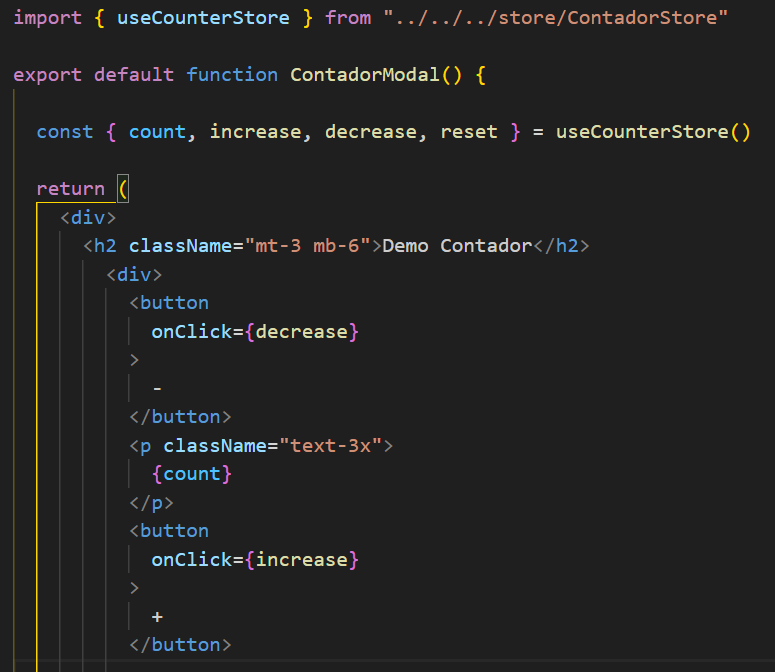 import { useCounterStore } from "../../../store/ContadorStore"
export default function ContadorModal() {
const { count, increase, decrease, reset } = useCounterStore()
return (
<div>
<h2 className="mt-3 mb-6">Demo Contador</h2>
<div>
<button
onClick={decrease}
>
-
</button>
<p className="text-3x">
{count}
</p>
<button
onClick={increase}
>
+
</button>